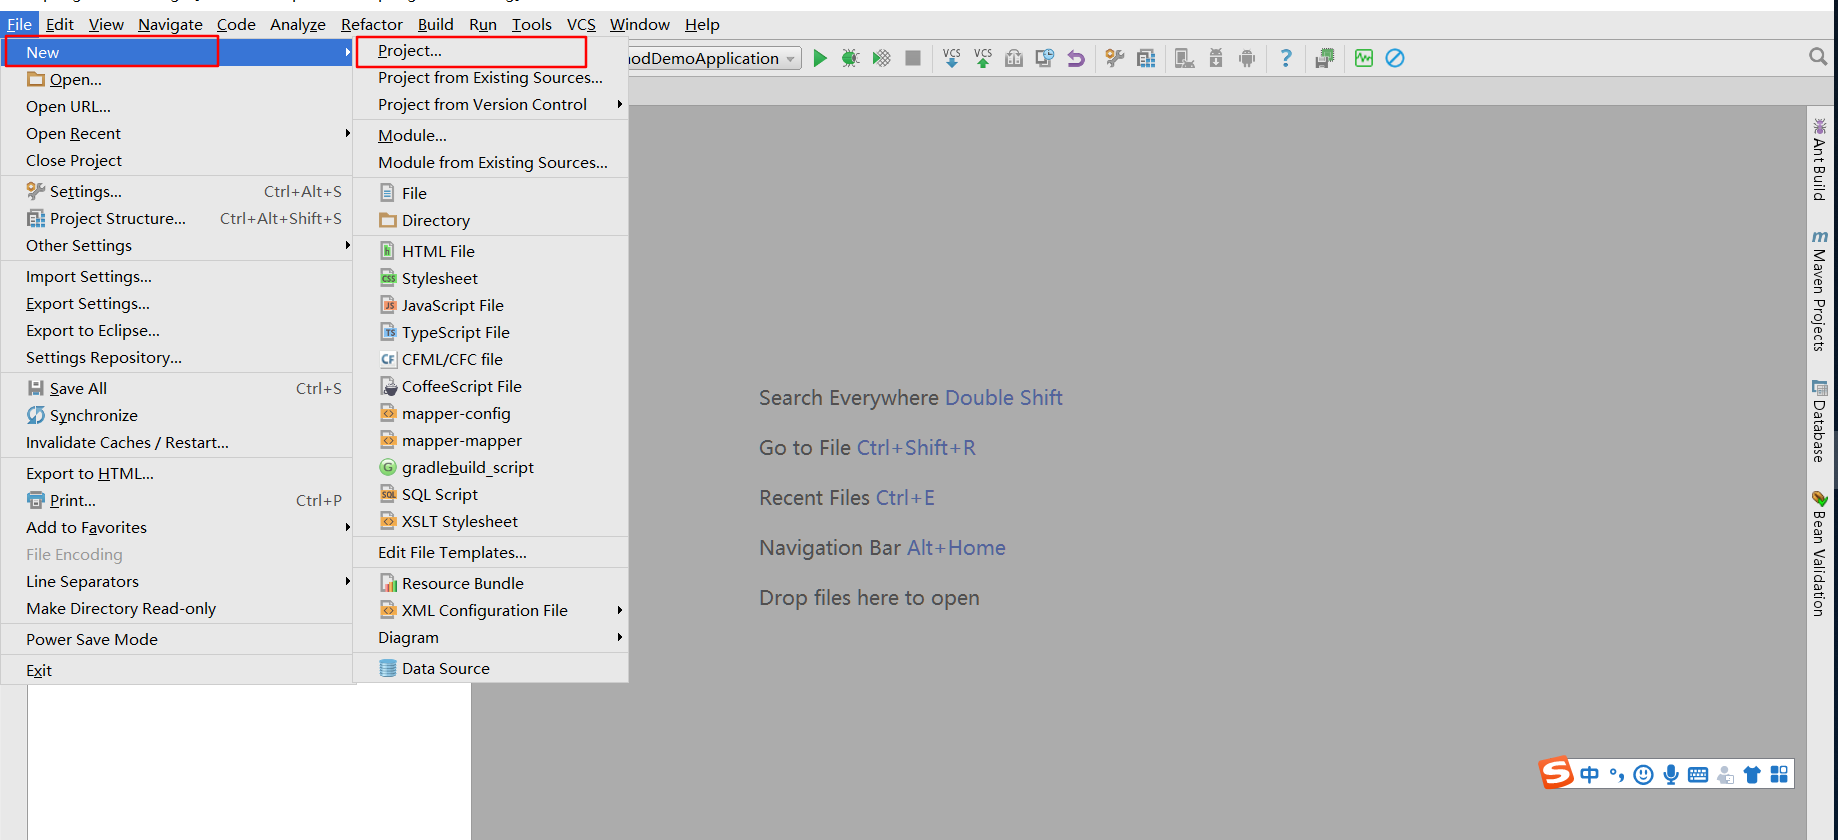 File Edit View Navigate Code Analyze Refactor Build Run Tools VCS Window Help
New
Open...
Open URL...
Open Recent
Close Project
Settings... Ctrl+Alt+S
Project Structure... Ctrl+Alt+Shift+S
Other Settings
Import Settings...
Export Settings...
Export to Eclipse...
Settings Repository...
Save All Ctrl+S
Synchronize
Invalidate Caches / Restart...
Export to HTML...
Print... Ctrl+P
Add to Favorites
File Encoding
Line Separators
Make Directory Read-only
Power Save Mode
Exit
Project...
Project from Existing Sources...
Project from Version Control
Module...
Module from Existing Sources...
File
Directory
HTML File
Stylesheet
JavaScript File
TypeScript File
CFML/CFC file
CoffeeScript File
mapper-config
mapper-mapper
gradlebuild_script
SQL Script
XSLT Stylesheet
Edit File Templates...
Resource Bundle
XML Configuration File
Diagram
Data Source
odDemoApplication
VCS VCS
Search Everywhere Double Shift
Go to File Ctrl+Shift+R
Recent Files Ctrl+E
Navigation Bar Alt+Home
Drop files here to open
Ant Build
Maven Projects
Database
Bean Validation
中